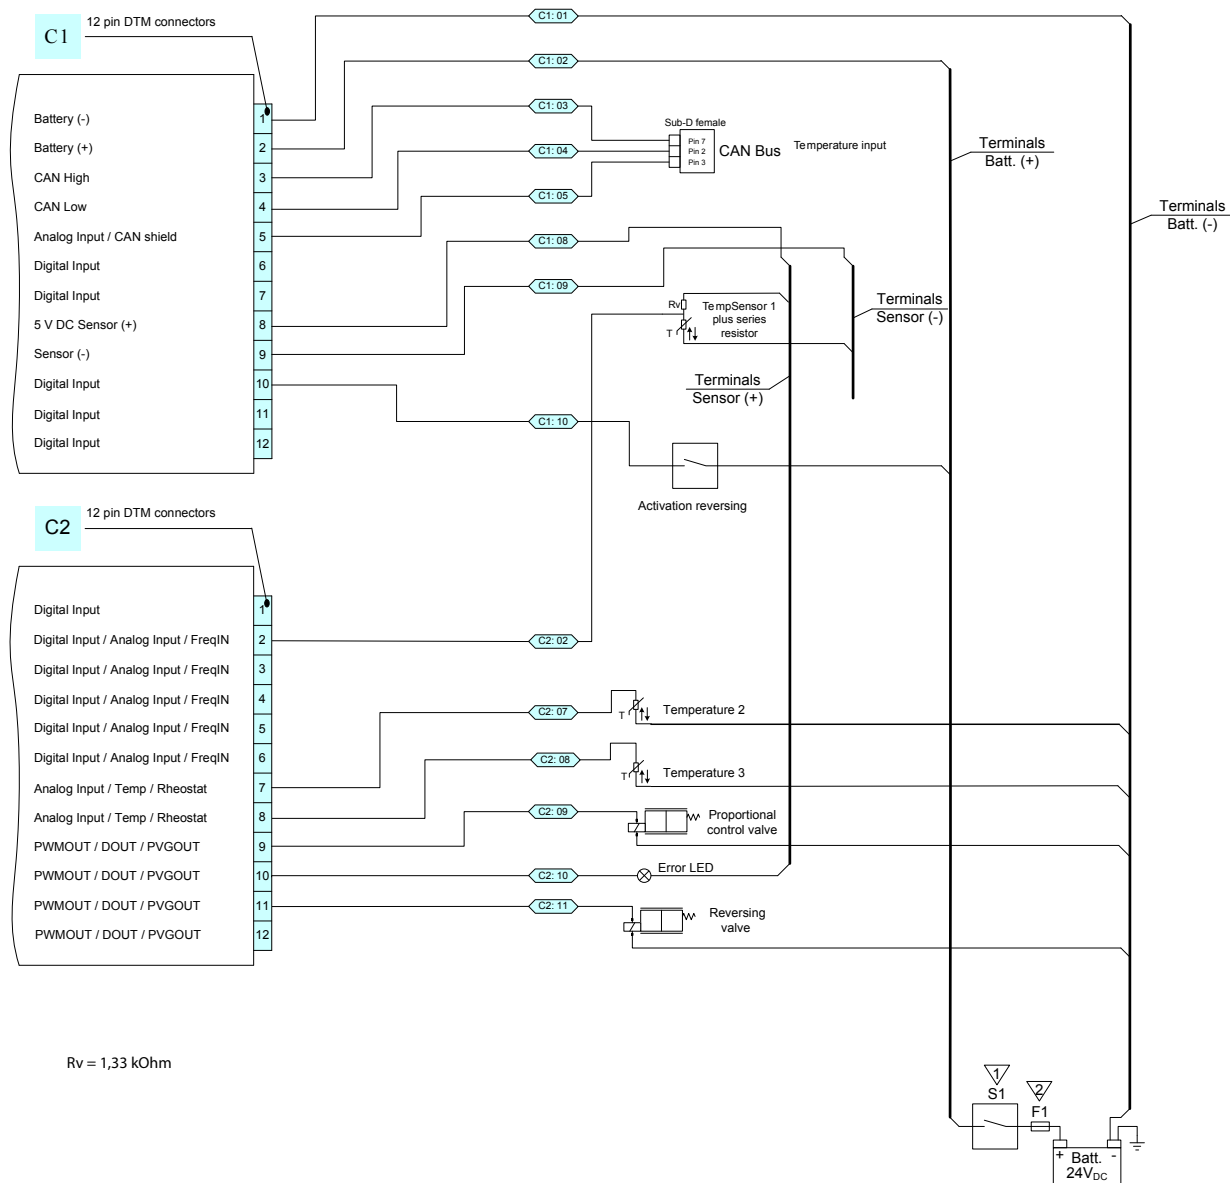 C1
12 pin DTM connectors
C1: 01
C1: 02
Battery (-)
1
Battery (+)
2
CAN High
3
CAN Low
4
Analog Input / CAN shield
5
Digital Input
6
Digital Input
7
5 V DC Sensor (+)
8
Sensor (-)
9
Digital Input
10
Digital Input
11
Digital Input
12
C1: 03
C1: 04
C1: 05
C1: 08
C1: 09
C1: 10
Sub-D female
Pin 7
Pin 2
Pin 3
CAN Bus
Temperature input
Terminals
Batt. (+)
Terminals
Batt. (-)
Rv
T
TempSensor 1
plus series
resistor
Terminals
Sensor (-)
Terminals
Sensor (+)
Activation reversing
C2
12 pin DTM connectors
Digital Input
1
Digital Input / Analog Input / FreqIN
2
Digital Input / Analog Input / FreqIN
3
Digital Input / Analog Input / FreqIN
4
Digital Input / Analog Input / FreqIN
5
Digital Input / Analog Input / FreqIN
6
Analog Input / Temp / Rheostat
7
Analog Input / Temp / Rheostat
8
PWMOUT / DOUT / PVGOUT
9
PWMOUT / DOUT / PVGOUT
10
PWMOUT / DOUT / PVGOUT
11
PWMOUT / DOUT / PVGOUT
12
C2: 02
C2: 07
T
Temperature 2
C2: 08
T
Temperature 3
C2: 09
Proportional
control valve
C2: 10
Error LED
C2: 11
Reversing
valve
Rv = 1,33 kOhm
1
S1
2
F1
+ Batt. -
24VDC